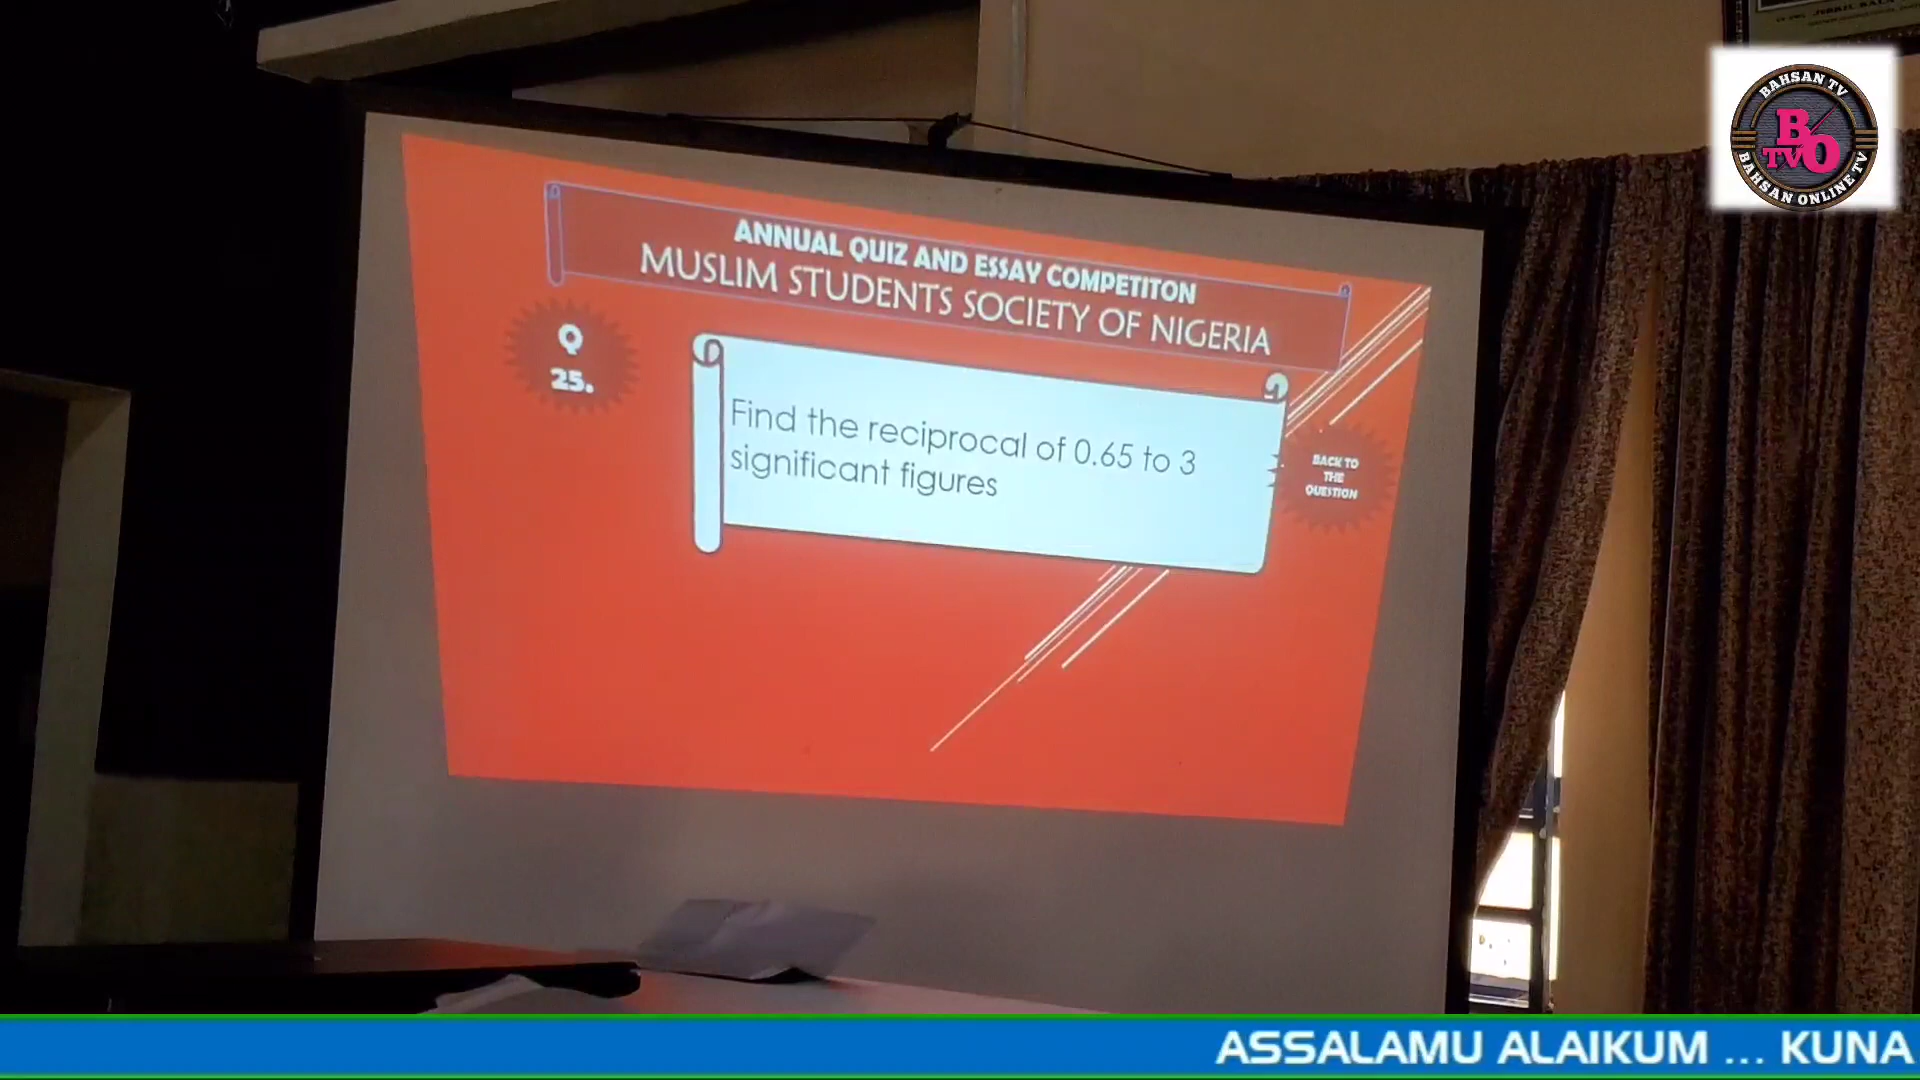 BAHSAN TV
BTVO
BAHSAN ONLINE TV
ANNUAL QUIZ AND ESSAY COMPETITON
MUSLIM STUDENTS SOCIETY OF NIGERIA
Q
25.
Find the reciprocal of 0.65 to 3
significant figures
BACK TO
THE
QUESTION
ASSALAMU ALAIKUM ... KUNA